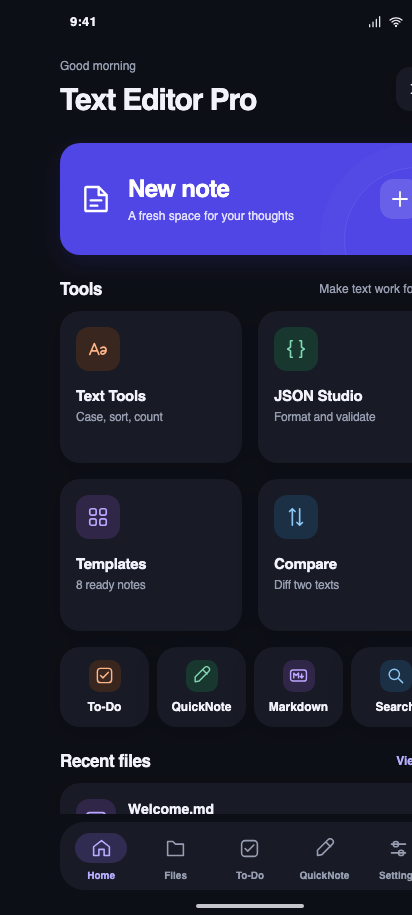 9:41
Good morning
Text Editor Pro
New note
A fresh space for your thoughts
Tools
Make text work fo
Aa
{ }
Text Tools
JSON Studio
Case, sort, count
Format and validate
Templates
Compare
8 ready notes
Diff two texts
M
To-Do
QuickNote
Markdown
Search
Recent files
Vie
Welcome.md
Home
Files
To-Do
QuickNote
Setting